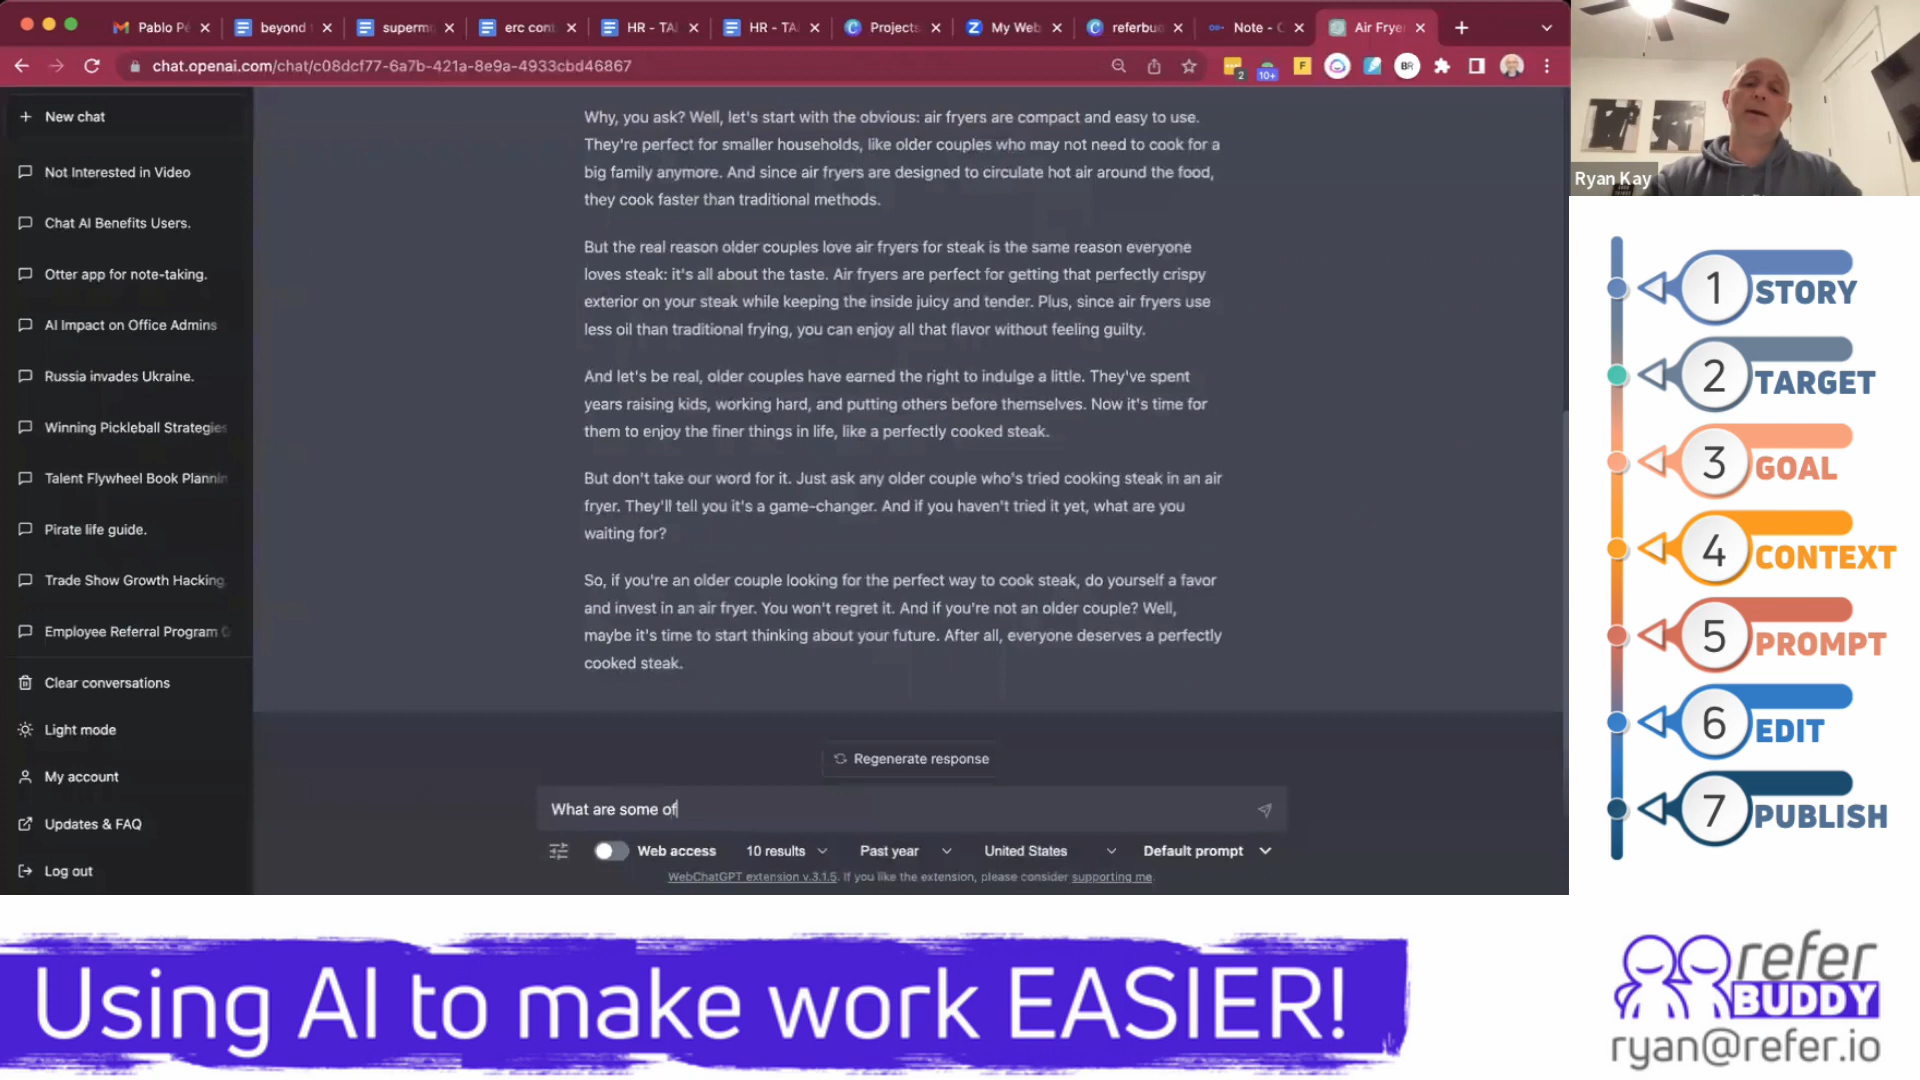 Pablo Pe
beyond
supermo
erc cont
HR - TAL
HR - TAL
Projects
My Web
referbud
Note - C
Air Fryer
chat.openai.com/chat/c08dcf77-6a7b-421a-8e9a-4933cbd46867
2
10+
F
BR
New chat
Not Interested in Video
Chat AI Benefits Users.
Otter app for note-taking.
AI Impact on Office Admins
Russia invades Ukraine.
Winning Pickleball Strategies
Talent Flywheel Book Plannin
Pirate life guide.
Trade Show Growth Hacking
Employee Referral Program
Clear conversations
Light mode
My account
Updates & FAQ
Log out
Why, you ask? Well, let's start with the obvious: air fryers are compact and easy to use.
They're perfect for smaller households, like older couples who may not need to cook for a
big family anymore. And since air fryers are designed to circulate hot air around the food,
they cook faster than traditional methods.
But the real reason older couples love air fryers for steak is the same reason everyone
loves steak: it's all about the taste. Air fryers are perfect for getting that perfectly crispy
exterior on your steak while keeping the inside juicy and tender. Plus, since air fryers use
less oil than traditional frying, you can enjoy all that flavor without feeling guilty.
And let's be real, older couples have earned the right to indulge a little. They've spent
years raising kids, working hard, and putting others before themselves. Now it's time for
them to enjoy the finer things in life, like a perfectly cooked steak.
But don't take our word for it. Just ask any older couple who's tried cooking steak in an air
fryer. They'll tell you it's a game-changer. And if you haven't tried it yet, what are you
waiting for?
So, if you're an older couple looking for the perfect way to cook steak, do yourself a favor
and invest in an air fryer. You won't regret it. And if you're not an older couple? Well,
maybe it's time to start thinking about your future. After all, everyone deserves a perfectly
cooked steak.
Regenerate response
What are some of
Web access
10 results
Past year
United States
Default prompt
WebChatGPT extension v.3.1.5. If you like the extension, please consider supporting me.
Ryan Kay
1 STORY
2 TARGET
3 GOAL
4 CONTEXT
5 PROMPT
6 EDIT
7 PUBLISH
Using AI to make work EASIER!
refer
BUDDY
ryan@refer.io